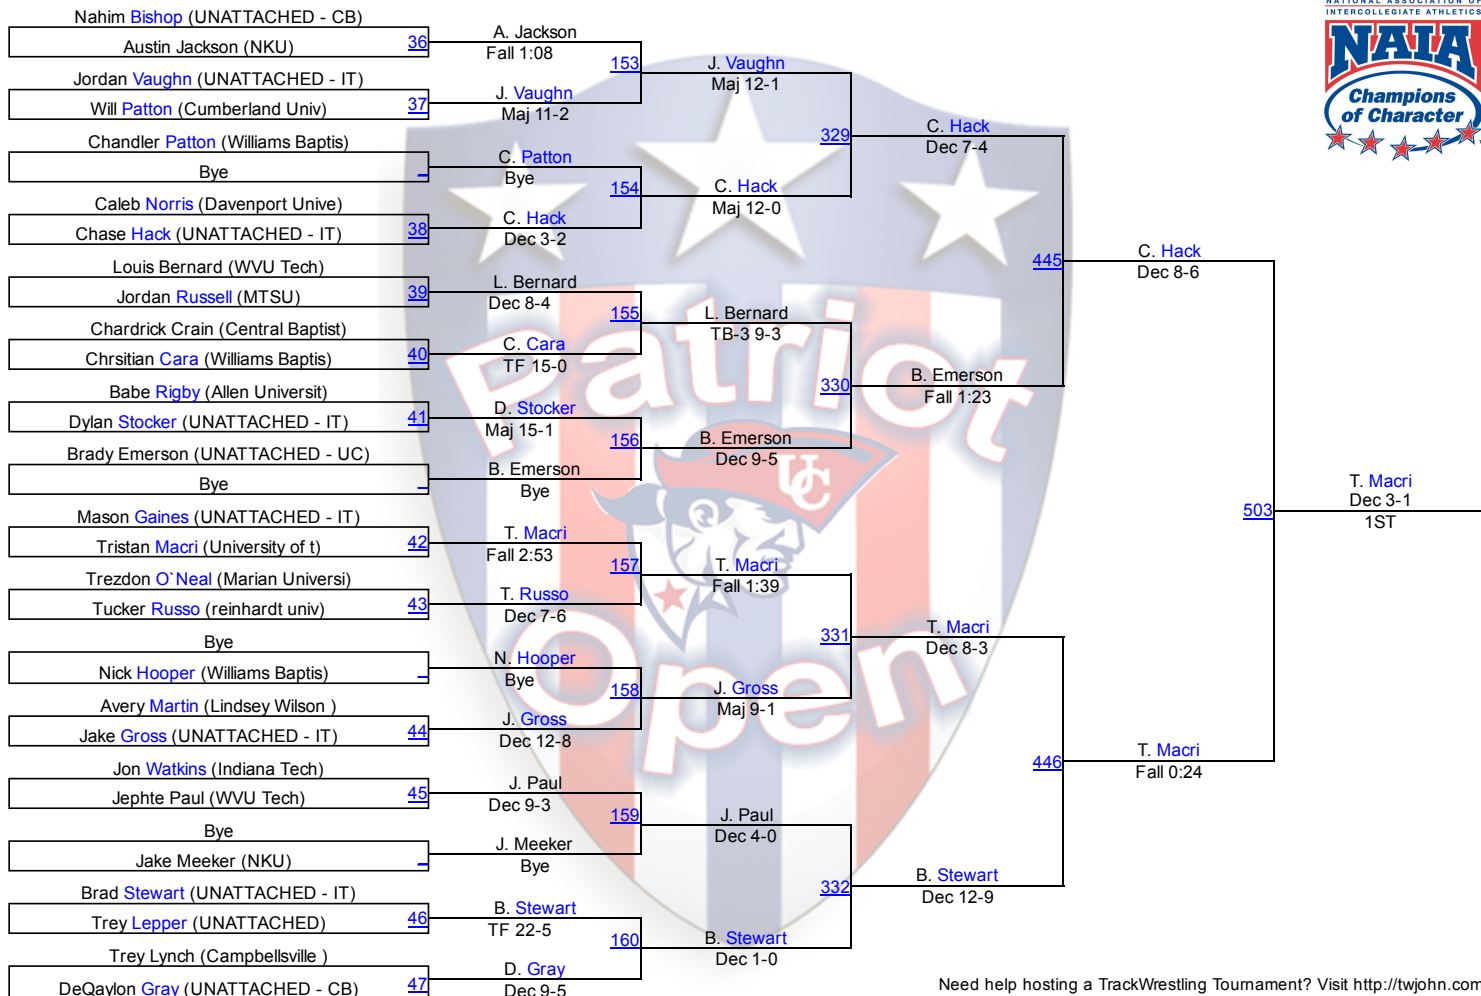 NATIONAL ASSOCIATION OF
INTERCOLLEGIATE ATHLETICS
NAIA
Champions
of Character
Patriot
UC
Open
Nahim Bishop (UNATTACHED - CB)
Austin Jackson (NKU)
36
Jordan Vaughn (UNATTACHED - IT)
Will Patton (Cumberland Univ)
37
Chandler Patton (Williams Baptis)
Bye
Caleb Norris (Davenport Unive)
Chase Hack (UNATTACHED - IT)
38
Louis Bernard (WVU Tech)
Jordan Russell (MTSU)
39
Chardrick Crain (Central Baptist)
Chrsitian Cara (Williams Baptis)
40
Babe Rigby (Allen Universit)
Dylan Stocker (UNATTACHED - IT)
41
Brady Emerson (UNATTACHED - UC)
Bye
Mason Gaines (UNATTACHED - IT)
Tristan Macri (University of t)
42
Trezdon O`Neal (Marian Universi)
Tucker Russo (reinhardt univ)
43
Bye
Nick Hooper (Williams Baptis)
Avery Martin (Lindsey Wilson )
Jake Gross (UNATTACHED - IT)
44
Jon Watkins (Indiana Tech)
Jephte Paul (WVU Tech)
45
Bye
Jake Meeker (NKU)
Brad Stewart (UNATTACHED - IT)
Trey Lepper (UNATTACHED)
46
Trey Lynch (Campbellsville )
DeQaylon Gray (UNATTACHED - CB)
47
A. Jackson
Fall 1:08
153
J. Vaughn
Maj 11-2
C. Patton
Bye
154
C. Hack
Dec 3-2
L. Bernard
Dec 8-4
155
C. Cara
TF 15-0
D. Stocker
Maj 15-1
156
B. Emerson
Bye
T. Macri
Fall 2:53
157
T. Russo
Dec 7-6
N. Hooper
Bye
158
J. Gross
Dec 12-8
J. Paul
Dec 9-3
159
J. Meeker
Bye
B. Stewart
TF 22-5
160
D. Gray
Dec 9-5
J. Vaughn
Maj 12-1
329
C. Hack
Maj 12-0
L. Bernard
TB-3 9-3
330
B. Emerson
Dec 9-5
T. Macri
Fall 1:39
331
J. Gross
Maj 9-1
J. Paul
Dec 4-0
332
B. Stewart
Dec 1-0
C. Hack
Dec 7-4
445
B. Emerson
Fall 1:23
T. Macri
Dec 8-3
446
B. Stewart
Dec 12-9
C. Hack
Dec 8-6
503
T. Macri
Fall 0:24
T. Macri
Dec 3-1
1ST
Need help hosting a TrackWrestling Tournament? Visit http://twjohn.com